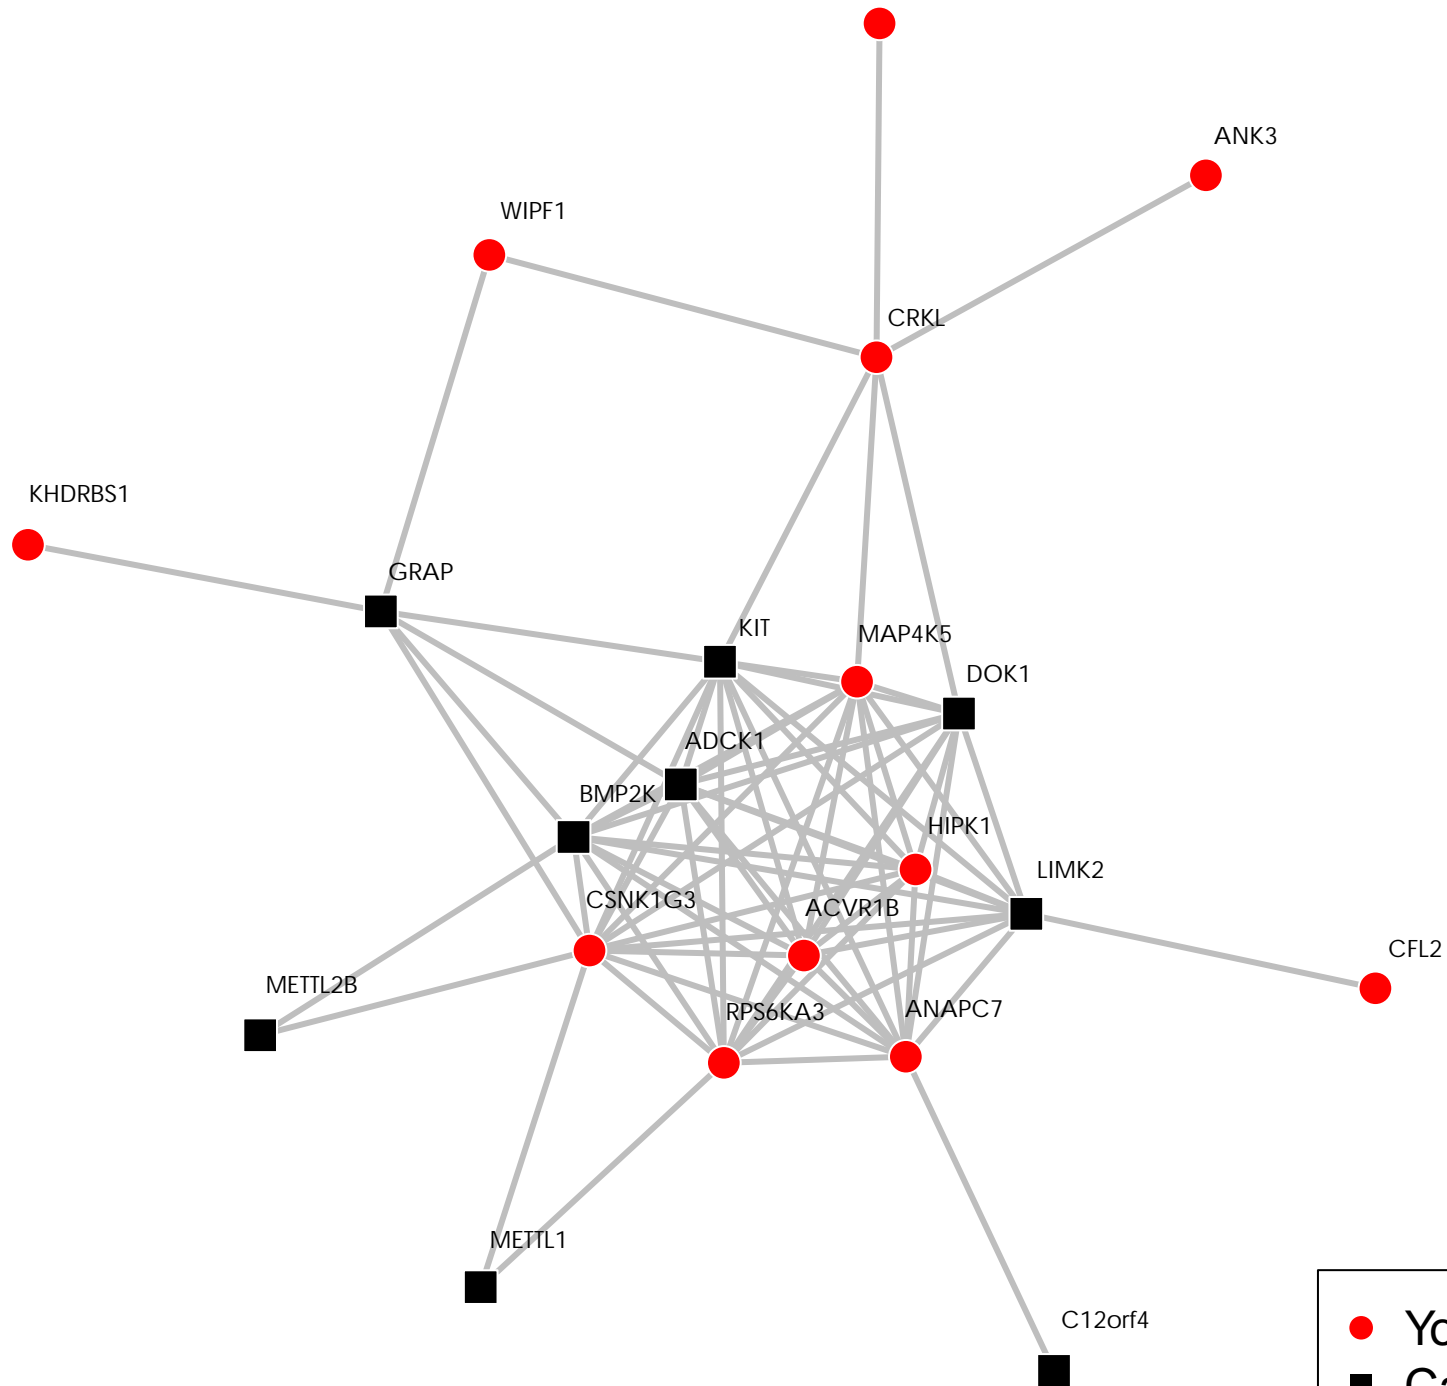 ANK3
WIPF1
CRKL
KHDRBS1
GRAP
KIT
MAP4K5
DOK1
ADCK1
BMP2K
HIPK1
LIMK2
CSNK1G3
ACVR1B
CFL2
METTL2B
RPS6KA3
ANAPC7
METTL1
C12orf4